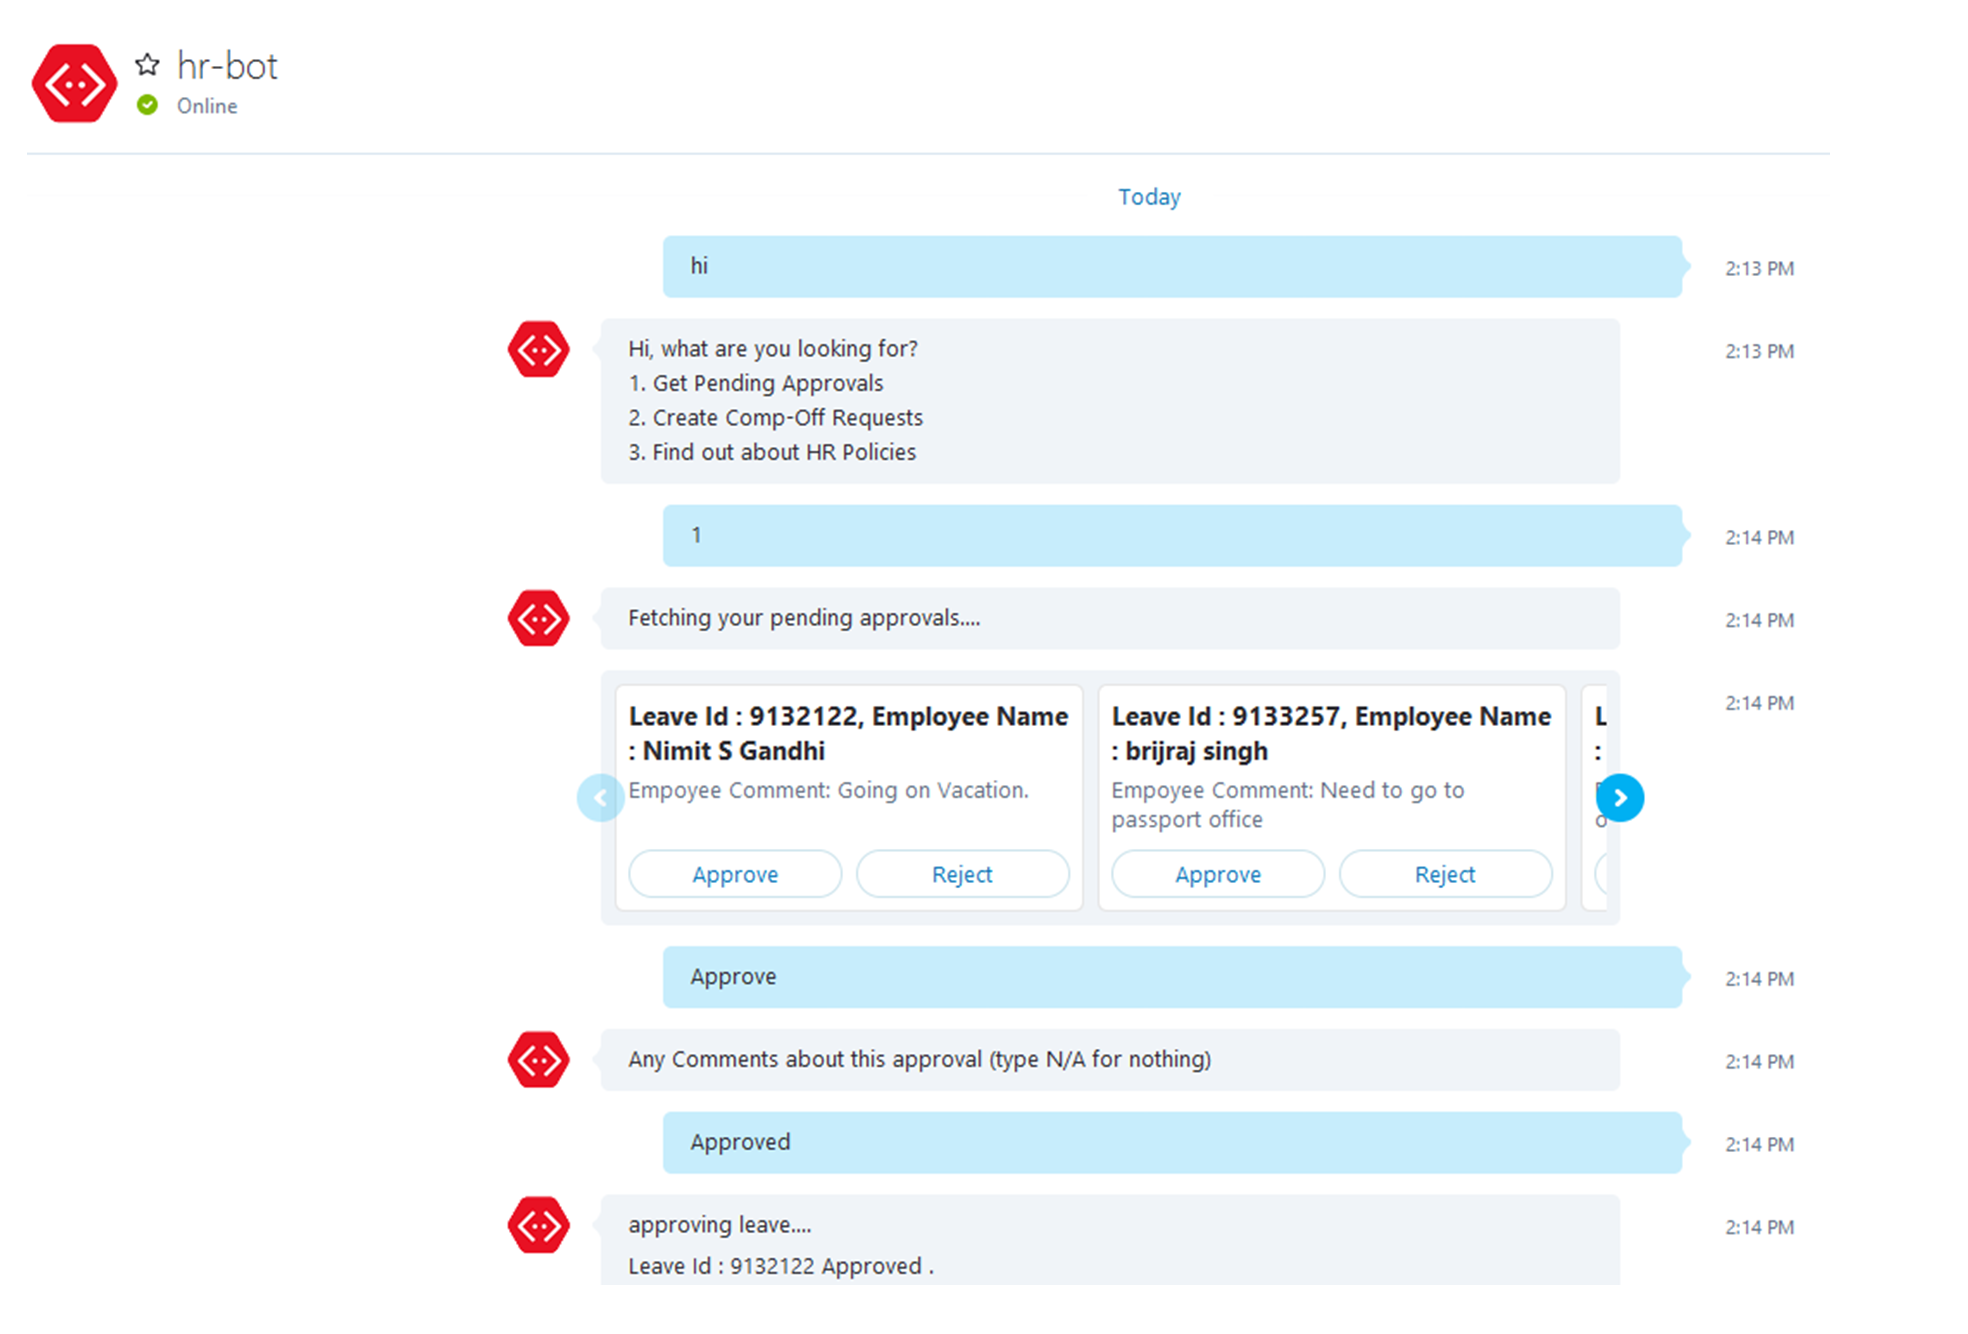 hr-bot
Online
Today
hi
2:13 PM
Hi, what are you looking for?
2:13 PM
1. Get Pending Approvals
2. Create Comp-Off Requests
3. Find out about HR Policies
1
2:14 PM
Fetching your pending approvals....
2:14 PM
2:14 PM
Leave Id : 9132122, Employee Name
: Nimit S Gandhi
Empoyee Comment: Going on Vacation.
Approve
Reject
Leave Id : 9133257, Employee Name
: brijraj singh
Empoyee Comment: Need to go to
passport office
Approve
Reject
L
:
Approve
2:14 PM
Any Comments about this approval (type N/A for nothing)
2:14 PM
Approved
2:14 PM
approving leave....
2:14 PM
Leave Id : 9132122 Approved .